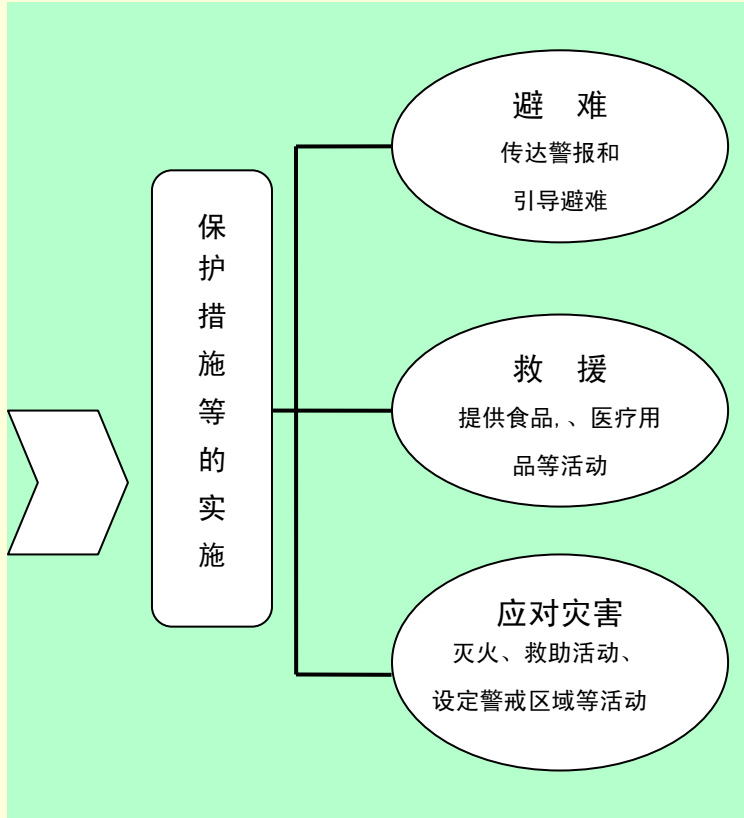 保护措施等的实施
避　难
传达警报和
引导避难
救　援
提供食品,、医疗用
品等活动
应对灾害
灭火、救助活动、
设定警戒区域等活动